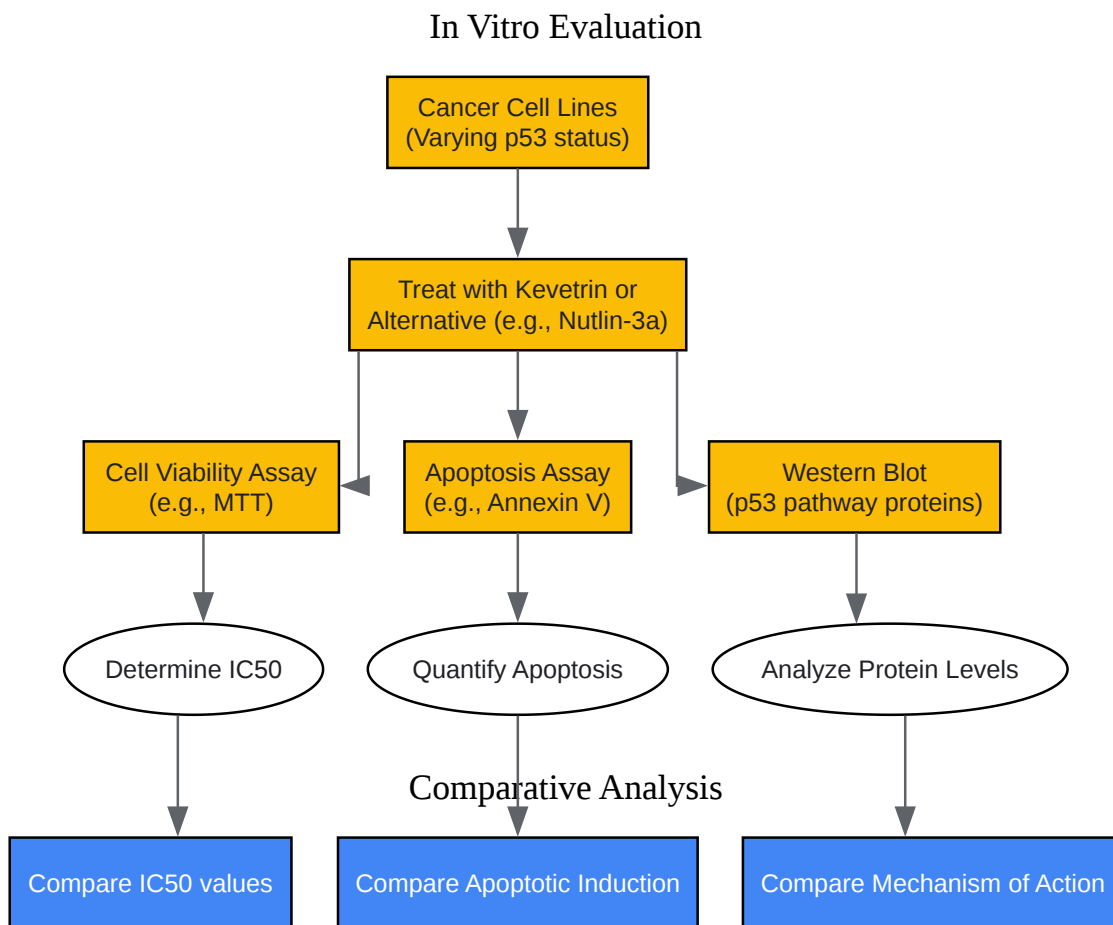 In Vitro Evaluation
Cancer Cell Lines
(Varying p53 status)
Treat with Kevetrin or
Alternative (e.g., Nutlin-3a)
Cell Viability Assay
(e.g., MTT)
Apoptosis Assay
(e.g., Annexin V)
Western Blot
(p53 pathway proteins)
Determine IC50
Quantify Apoptosis
Analyze Protein Levels
Comparative Analysis
Compare IC50 values
Compare Apoptotic Induction
Compare Mechanism of Action